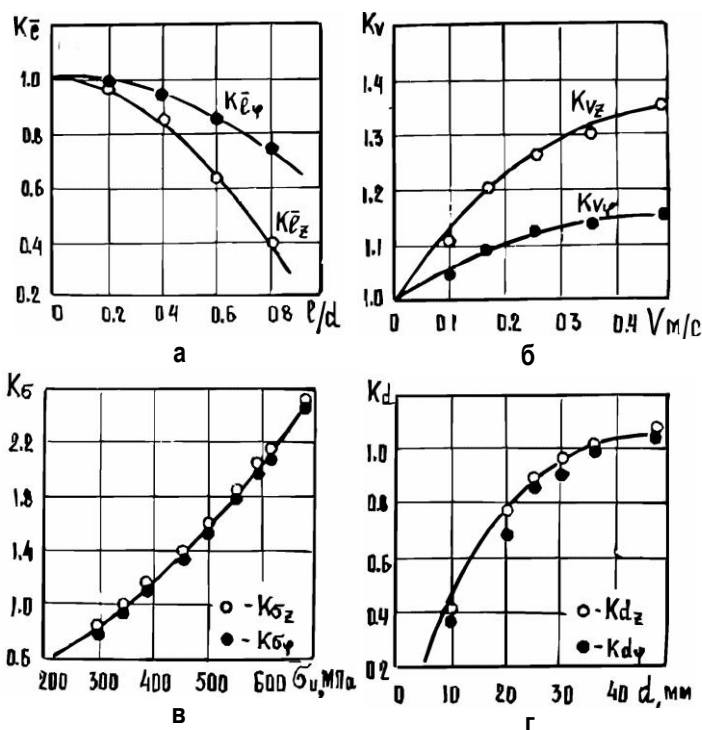 Kē
1.0
0.8
0.6
0.4
0.2
0 0.2 0.4 0.6 0.8 ℓ/d
Kℓ̄φ
Kℓ̄z
а
Kv
1.4
1.3
1.2
1.1
1.0
0 0.1 0.2 0.3 0.4 V м/с
Kvz
Kvφ
б
Kσ
2.2
1.8
1.4
1.0
0.6
200 300 400 500 600 σu, МПа
○ - Kσz
● - Kσφ
в
Kd
1.0
0.8
0.6
0.4
0.2
0 10 20 30 40 d, мм
○ - Kdz
● - Kdφ
г